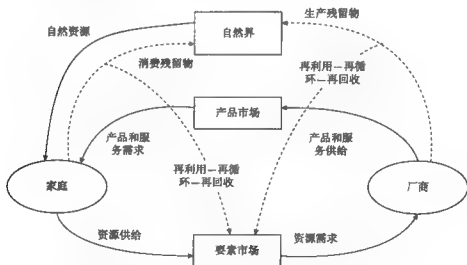 生产残留物
自然资源
自然界
消费残留物
再利用—再循
环—再回收
产品市场
产品和服
务需求
产品和服
务供给
再利用—再循
环—再回收
家庭
厂商
资源供给
要素市场
资源需求